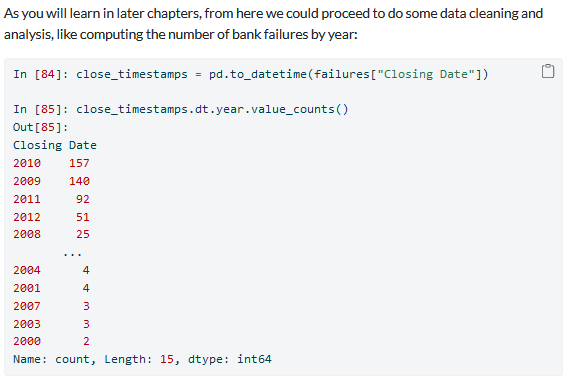 As you will learn in later chapters, from here we could proceed to do some data cleaning and
analysis, like computing the number of bank failures by year:
In [84]: close_timestamps = pd.to_datetime(failures["Closing Date"])
In [85]: close_timestamps.dt.year.value_counts()
Out[85]:
Closing Date
2010    157
2009    140
2011     92
2012     51
2008     25
       ...
2004      4
2001      4
2007      3
2003      3
2000      2
Name: count, Length: 15, dtype: int64